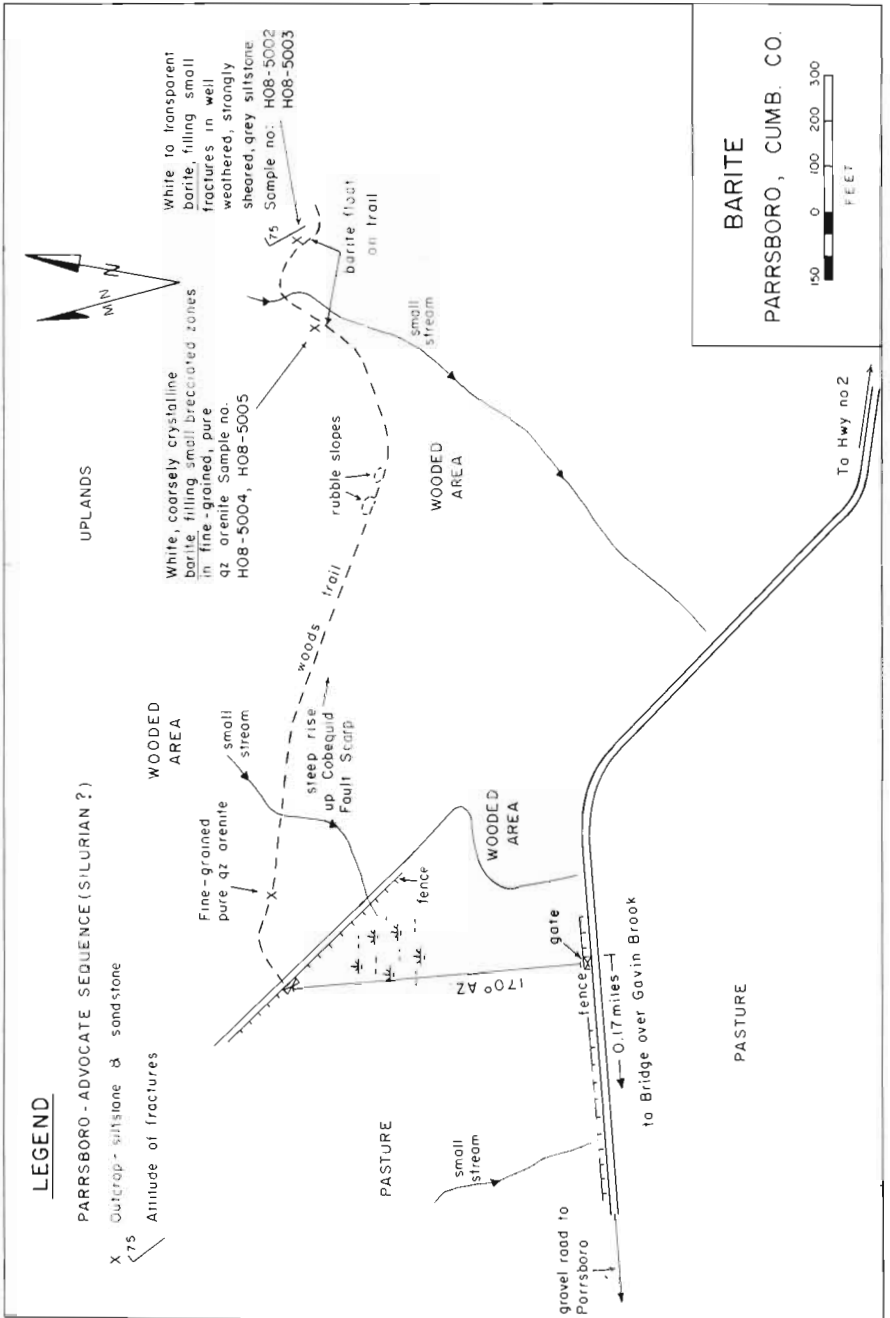 LEGEND
PARRSBORO - ADVOCATE SEQUENCE (SILURIAN ?)
X Outcrop - siltstone & sandstone
75 Attitude of fractures
UPLANDS
N
M N
White, coarsely crystalline
barite filling small brecciated zones
in fine-grained, pure
qz arenite Sample no.
H08-5004, H08-5005
White to transparent
barite, filling small
fractures in well
weathered, strongly
sheared, grey siltstone
Sample no: H08-5002
H08-5003
75
X
X
barite float
on trail
small
stream
WOODED
AREA
small
stream
Fine-grained
pure qz arenite
X
woods trail
rubble slopes
steep rise
up Cobequid
Fault Scarp
WOODED
AREA
fence
PASTURE
small
stream
170° AZ.
WOODED
AREA
gate
fence
0.17 miles
to Bridge over Gavin Brook
gravel road to
Parrsboro
PASTURE
To Hwy no 2
BARITE
PARRSBORO, CUMB. CO.
150 0 100 200 300
FEET